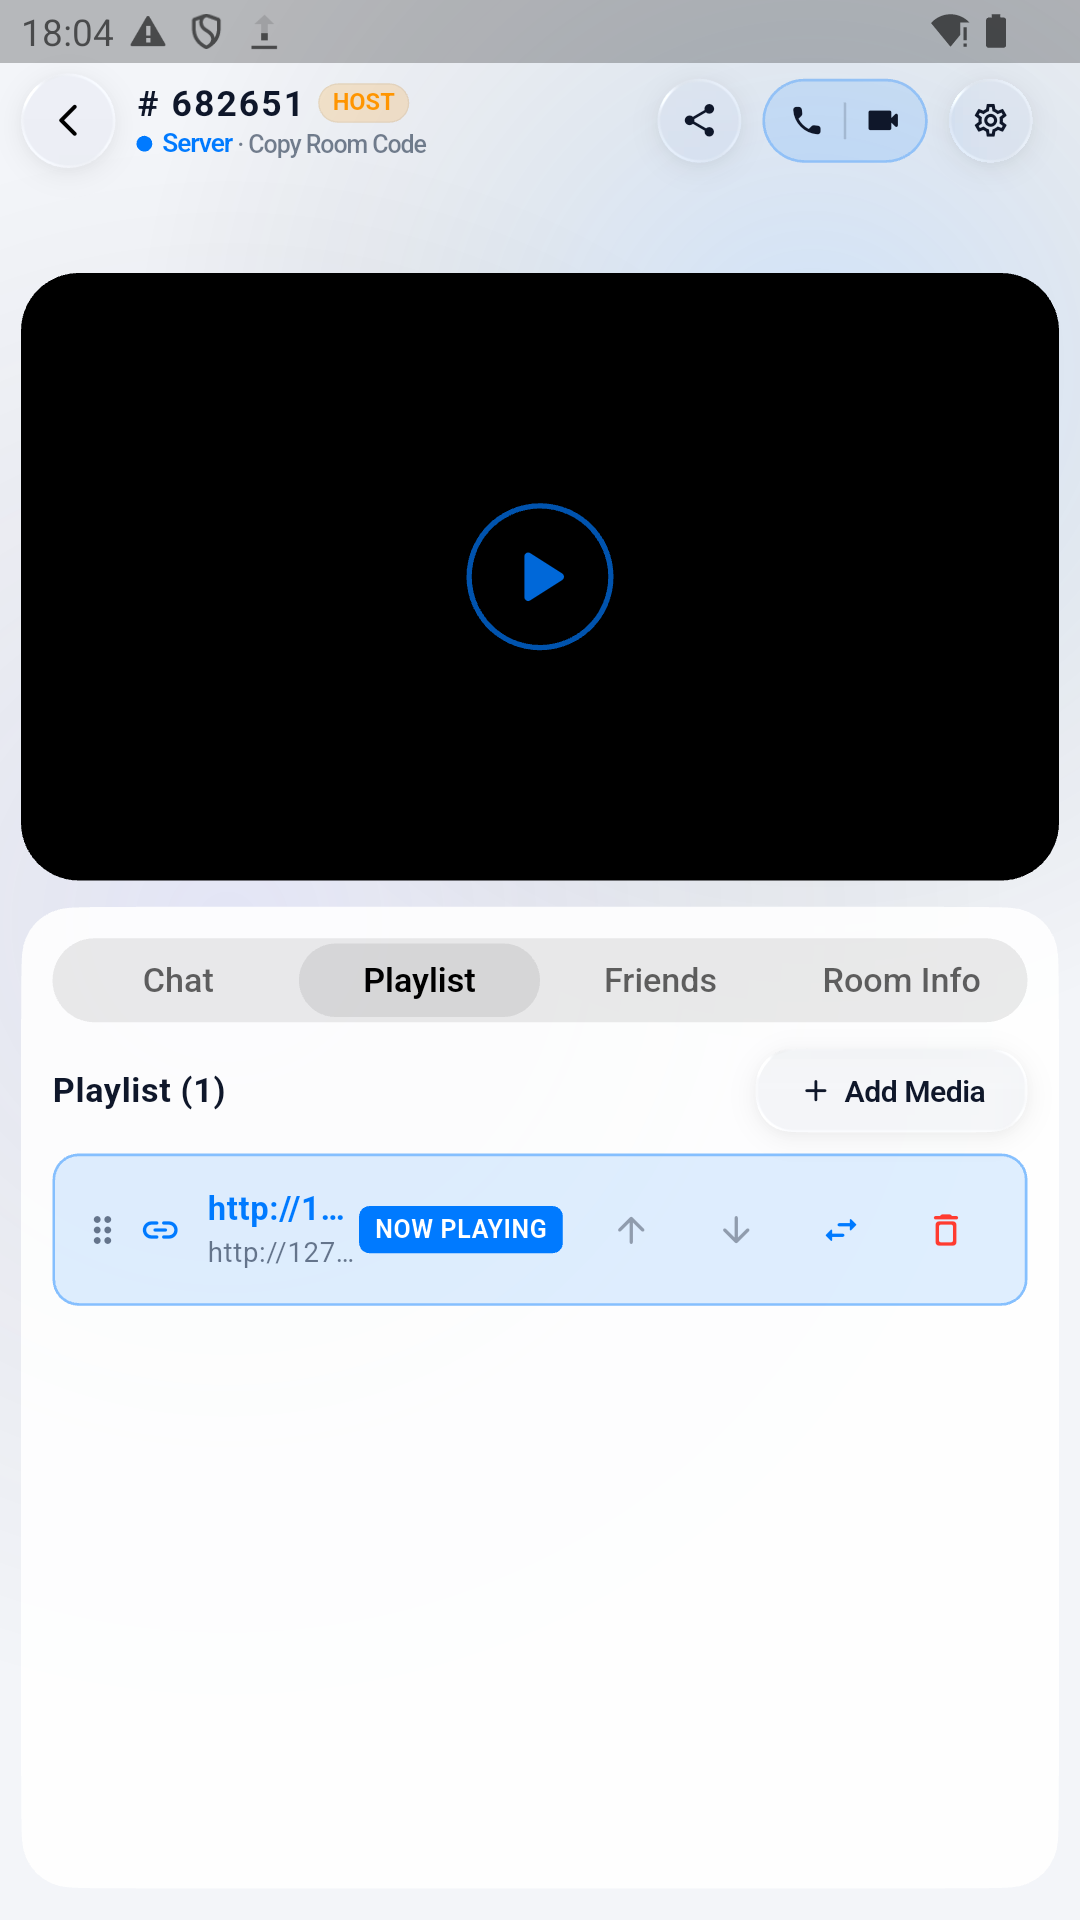 18:04
# 682651 HOST
Server · Copy Room Code
Chat Playlist Friends Room Info
Playlist (1)
+ Add Media
http://1...
http://127...
NOW PLAYING